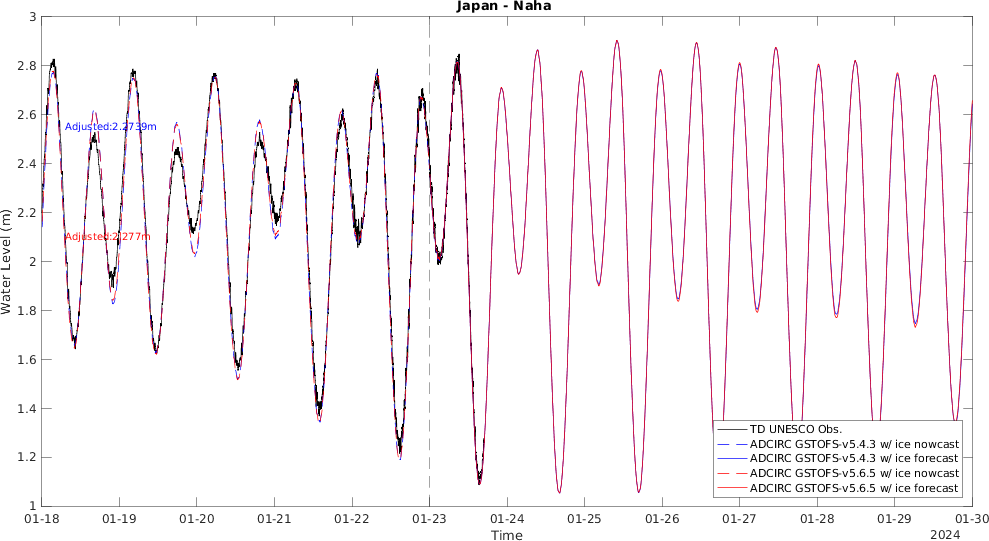 Japan - Naha
Water Level (m)
3
2.8
2.6
2.4
2.2
2
1.8
1.6
1.4
1.2
1
Adjusted:2.2739m
Adjusted:2.277m
TD UNESCO Obs.
ADCIRC GSTOFS-v5.4.3 w/ ice nowcast
ADCIRC GSTOFS-v5.4.3 w/ ice forecast
ADCIRC GSTOFS-v5.6.5 w/ ice nowcast
ADCIRC GSTOFS-v5.6.5 w/ ice forecast
01-18 01-19 01-20 01-21 01-22 01-23 01-24 01-25 01-26 01-27 01-28 01-29 01-30
Time
2024